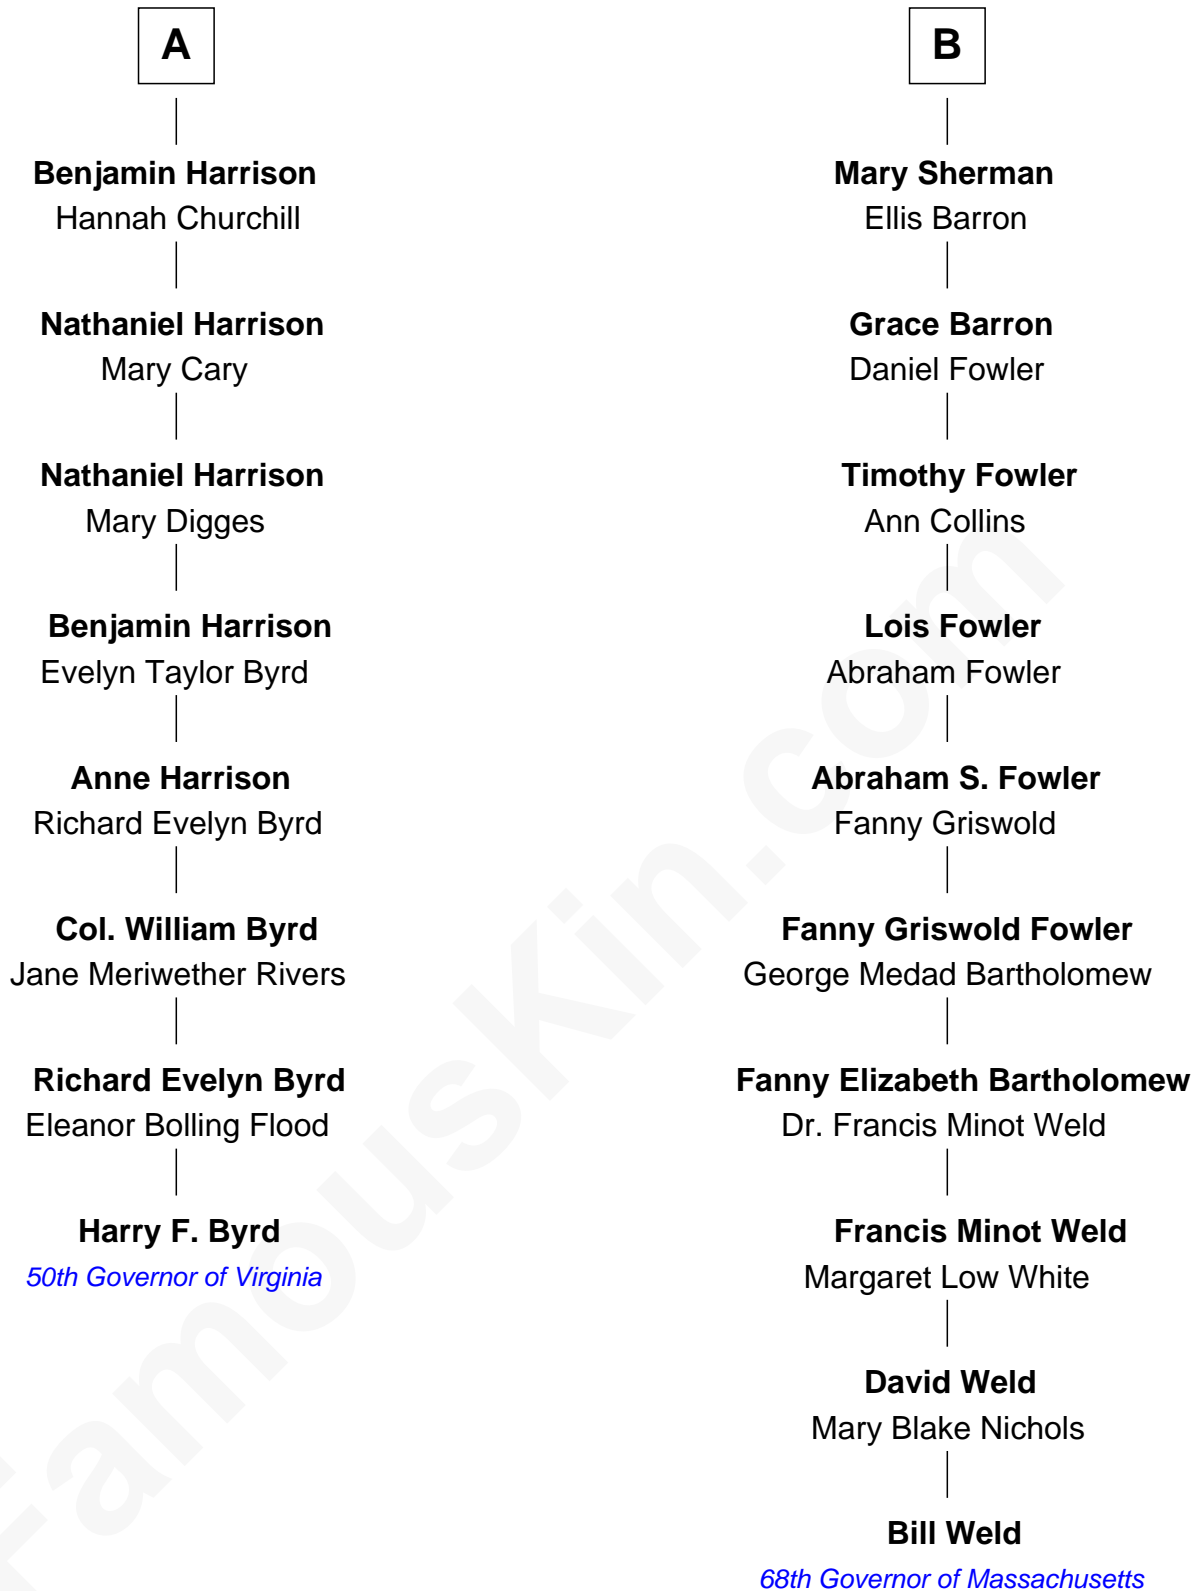 A
Benjamin Harrison
Hannah Churchill
Nathaniel Harrison
Mary Cary
Nathaniel Harrison
Mary Digges
Benjamin Harrison
Evelyn Taylor Byrd
Anne Harrison
Richard Evelyn Byrd
Col. William Byrd
Jane Meriwether Rivers
Richard Evelyn Byrd
Eleanor Bolling Flood
Harry F. Byrd
50th Governor of Virginia
B
Mary Sherman
Ellis Barron
Grace Barron
Daniel Fowler
Timothy Fowler
Ann Collins
Lois Fowler
Abraham Fowler
Abraham S. Fowler
Fanny Griswold
Fanny Griswold Fowler
George Medad Bartholomew
Fanny Elizabeth Bartholomew
Dr. Francis Minot Weld
Francis Minot Weld
Margaret Low White
David Weld
Mary Blake Nichols
Bill Weld
68th Governor of Massachusetts
FamousKin.com